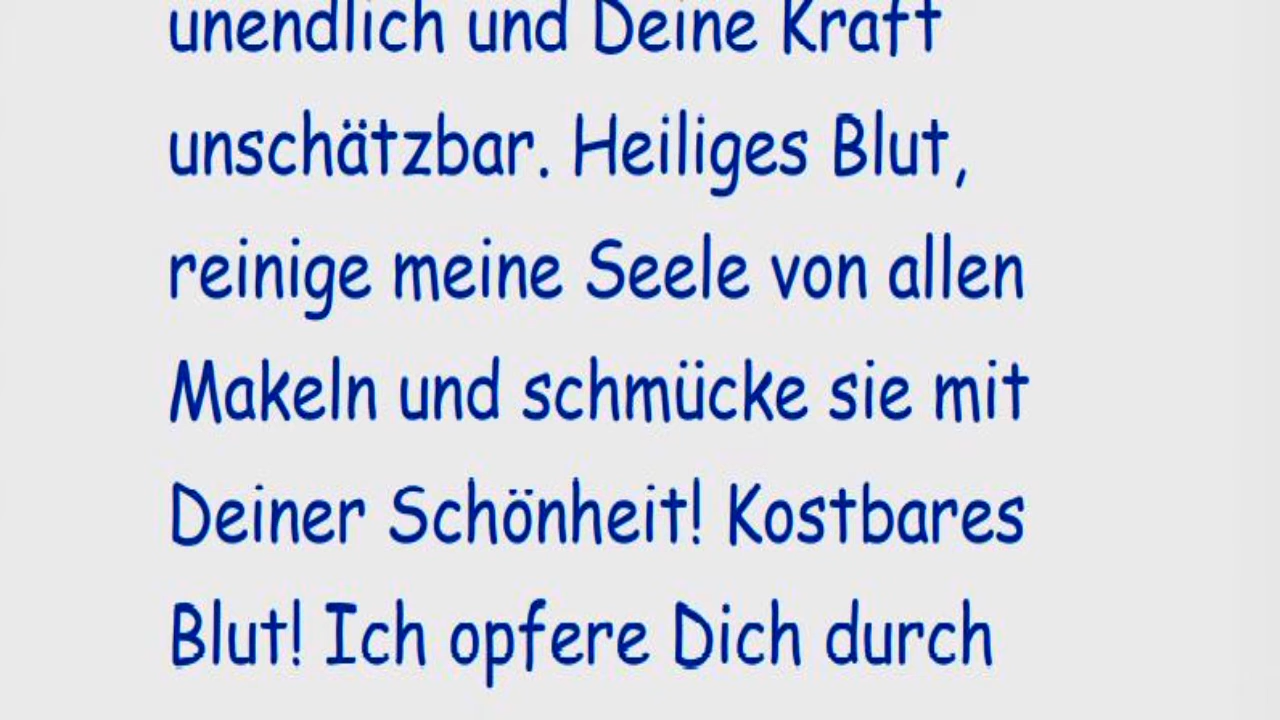 unendlich und Deine Kraft
unschätzbar. Heiliges Blut,
reinige meine Seele von allen
Makeln und schmücke sie mit
Deiner Schönheit! Kostbares
Blut! Ich opfere Dich durch